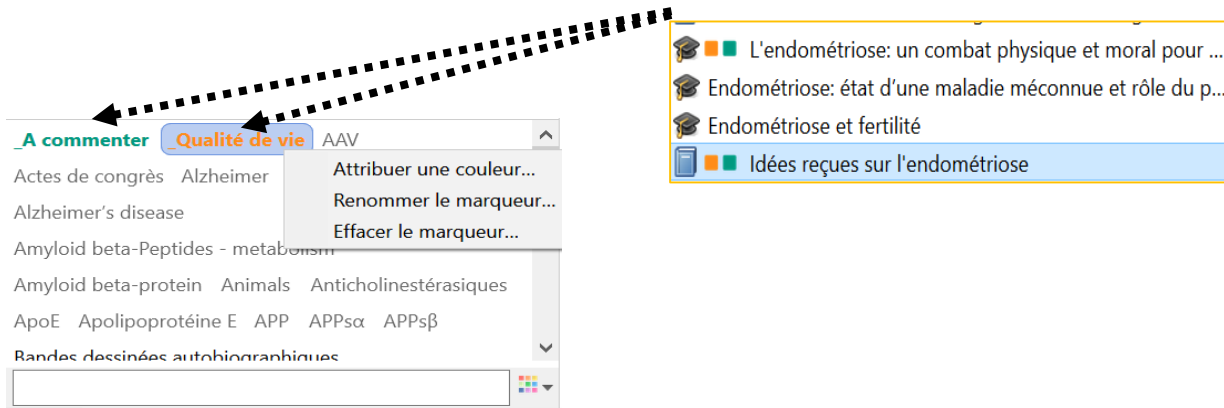 L'endométriose: un combat physique et moral pour ...
Endométriose: état d’une maladie méconnue et rôle du p...
Endométriose et fertilité
Idées reçues sur l'endométriose
_A commenter _Qualité de vie AAV
Actes de congrès Alzheimer
Alzheimer’s disease
Amyloid beta-Peptides - metabolism
Amyloid beta-protein Animals Anticholinestérasiques
ApoE Apolipoprotéine E APP APPsα APPsβ
Bandes dessinées autobiographiques
Attribuer une couleur...
Renommer le marqueur...
Effacer le marqueur...